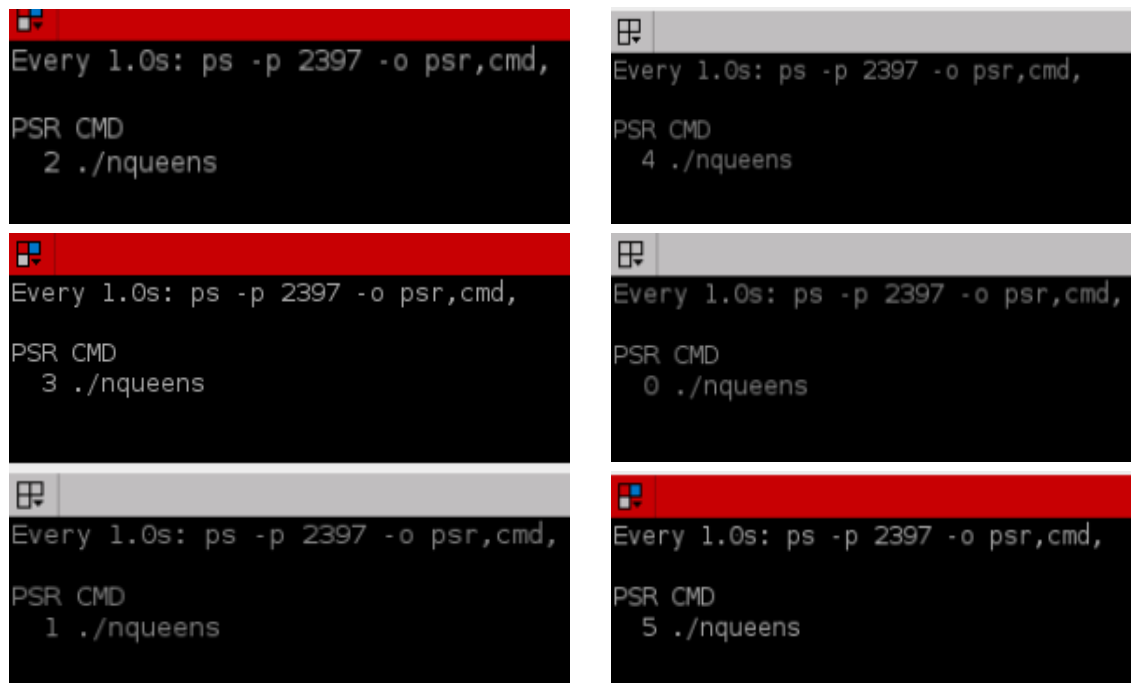 Every 1.0s: ps -p 2397 -o psr,cmd,
PSR CMD
2 ./nqueens
Every 1.0s: ps -p 2397 -o psr,cmd,
PSR CMD
4 ./nqueens
Every 1.0s: ps -p 2397 -o psr,cmd,
PSR CMD
3 ./nqueens
Every 1.0s: ps -p 2397 -o psr,cmd,
PSR CMD
0 ./nqueens
Every 1.0s: ps -p 2397 -o psr,cmd,
PSR CMD
1 ./nqueens
Every 1.0s: ps -p 2397 -o psr,cmd,
PSR CMD
5 ./nqueens